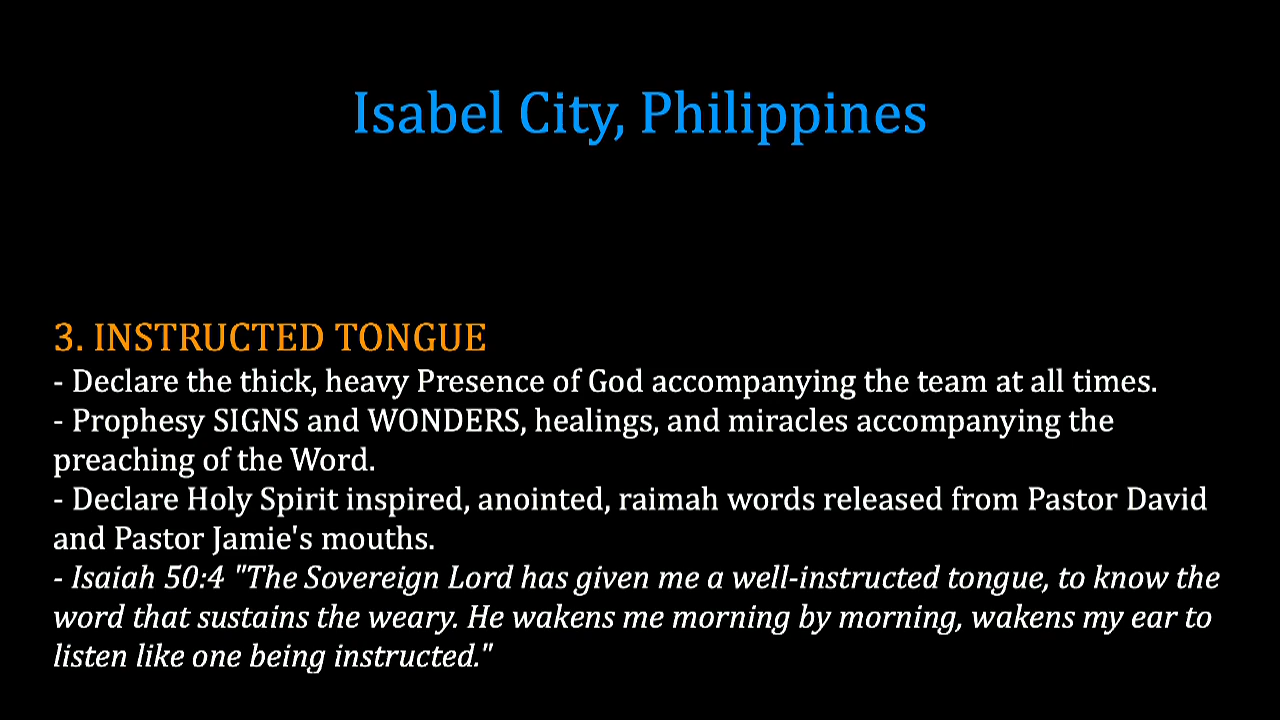 Isabel City, Philippines
3. INSTRUCTED TONGUE
- Declare the thick, heavy Presence of God accompanying the team at all times.
- Prophesy SIGNS and WONDERS, healings, and miracles accompanying the
preaching of the Word.
- Declare Holy Spirit inspired, anointed, raimah words released from Pastor David
and Pastor Jamie's mouths.
- Isaiah 50:4 "The Sovereign Lord has given me a well-instructed tongue, to know the
word that sustains the weary. He wakens me morning by morning, wakens my ear to
listen like one being instructed."